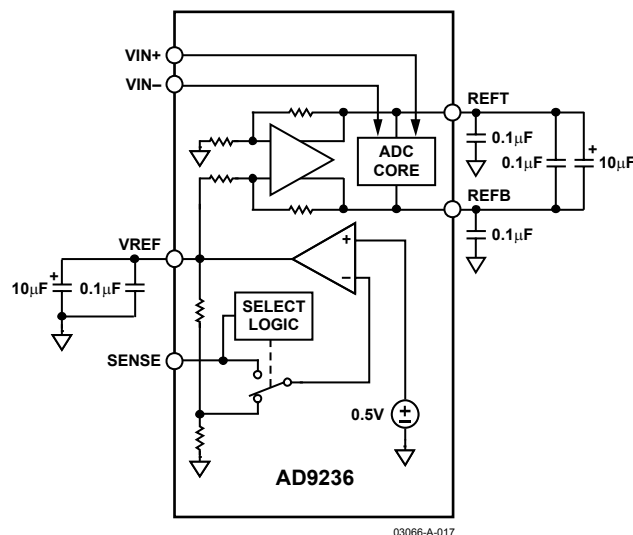 VIN+
VIN–
REFT
0.1μF
ADC
CORE
0.1μF
10μF
+
REFB
0.1μF
VREF
+
–
10μF
+
0.1μF
SELECT
LOGIC
SENSE
0.5V
+
–
AD9236
03066-A-017